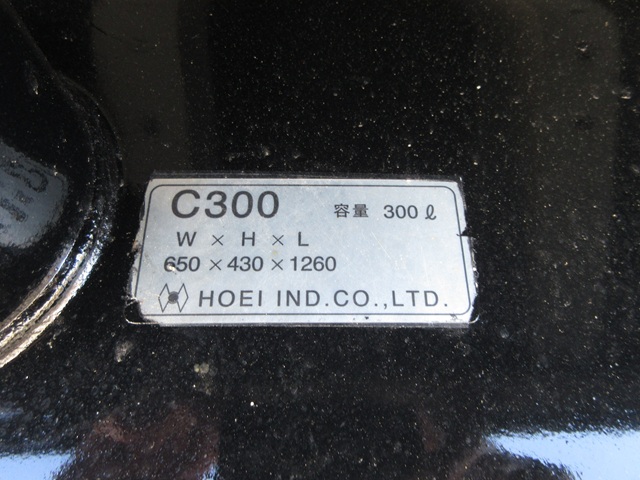 C300 容量 300ℓ
W × H × L
650 × 430 × 1260
HOEI IND.CO.,LTD.